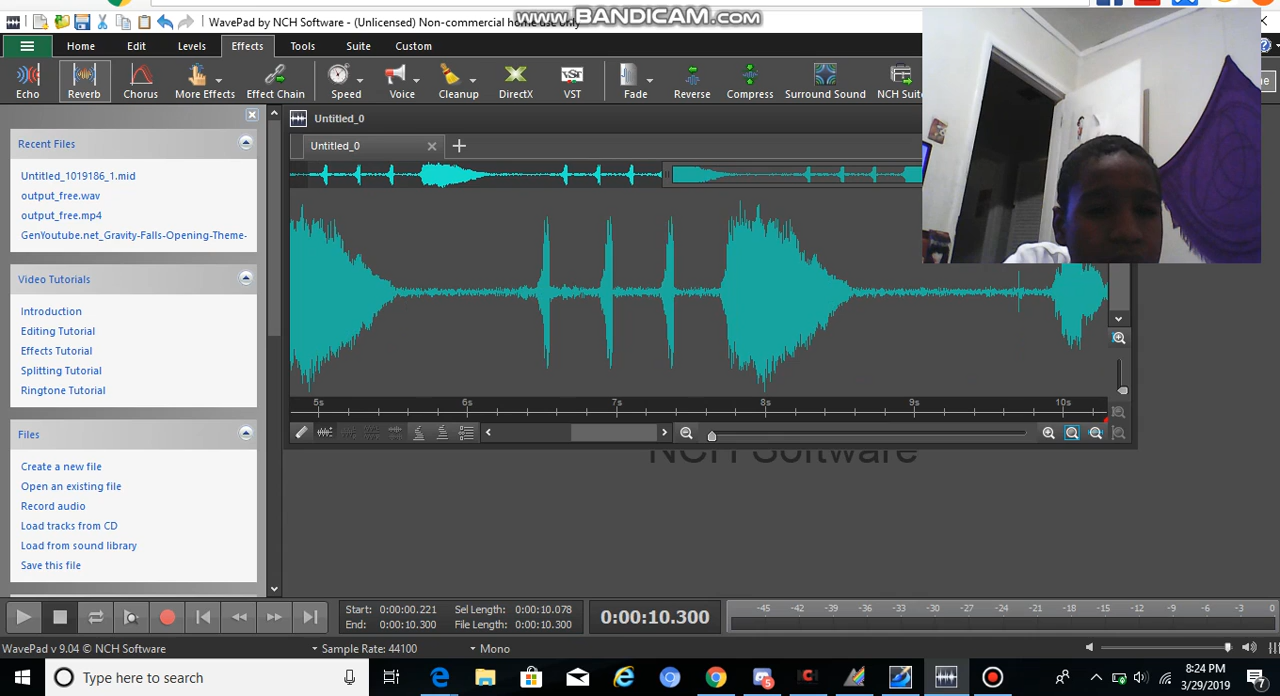 www.BANDICAM.com
WavePad by NCH Software - (Unlicensed) Non-commercial home use only
Home Edit Levels Effects Tools Suite Custom
Echo Reverb Chorus More Effects Effect Chain Speed Voice Cleanup DirectX VST Fade Reverse Compress Surround Sound NCH Suite
Untitled_0
Untitled_0
Recent Files
Untitled_1019186_1.mid
output_free.wav
output_free.mp4
GenYoutube.net_Gravity-Falls-Opening-Theme-
Video Tutorials
Introduction
Editing Tutorial
Effects Tutorial
Splitting Tutorial
Ringtone Tutorial
Files
Create a new file
Open an existing file
Record audio
Load tracks from CD
Load from sound library
Save this file
5s 6s 7s 8s 9s 10s
NCH Software
Start: 0:00:00.221 Sel Length: 0:00:10.078
End: 0:00:10.300 File Length: 0:00:10.300
0:00:10.300
-45 -42 -39 -36 -33 -30 -27 -24 -21 -18 -15 -12 -9 -6 -3 0
WavePad v 9.04 © NCH Software Sample Rate: 44100 Mono
Type here to search
8:24 PM
3/29/2019